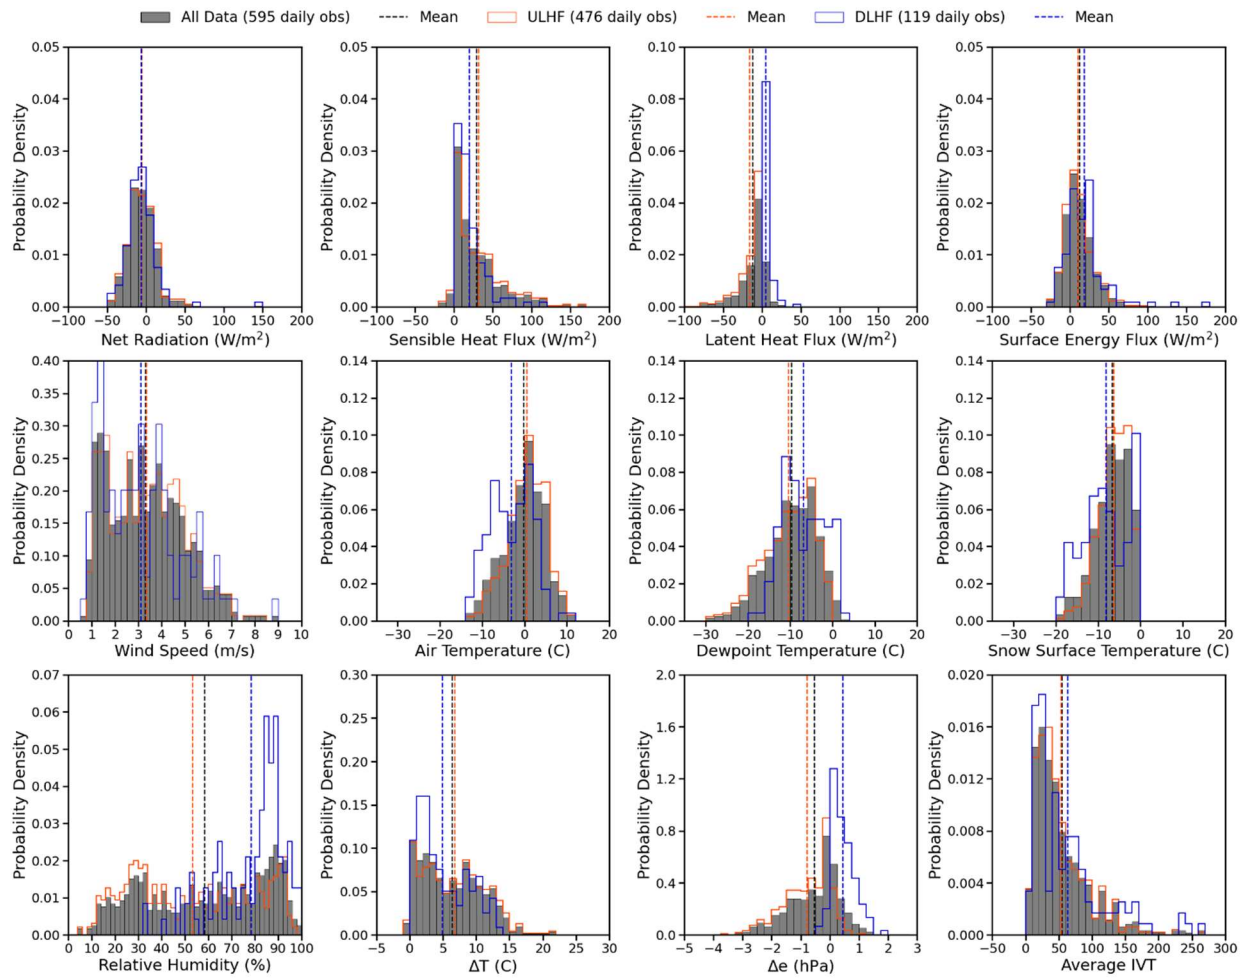 All Data (595 daily obs) Mean ULHF (476 daily obs) Mean DLHF (119 daily obs) Mean
0.05 0.05 0.10 0.05
0.04 0.04 0.08 0.04
0.03 0.03 0.06 0.03
0.02 0.02 0.04 0.02
0.01 0.01 0.02 0.01
0.00 0.00 0.00 0.00
Probability Density Probability Density Probability Density Probability Density
−100 −50 0 50 100 150 200 −100 −50 0 50 100 150 200 −100 −50 0 50 100 150 200 −100 −50 0 50 100 150 200
Net Radiation (W/m²) Sensible Heat Flux (W/m²) Latent Heat Flux (W/m²) Surface Energy Flux (W/m²)
0.40 0.14 0.14 0.14
0.35 0.12 0.12 0.12
0.30 0.10 0.10 0.10
0.25 0.08 0.08 0.08
0.20 0.06 0.06 0.06
0.15 0.04 0.04 0.04
0.10 0.02 0.02 0.02
0.05
0.00 0.00 0.00 0.00
Probability Density Probability Density Probability Density Probability Density
0 1 2 3 4 5 6 7 8 9 10 −30 −20 −10 0 10 20 −30 −20 −10 0 10 20 −30 −20 −10 0 10 20
Wind Speed (m/s) Air Temperature (C) Dewpoint Temperature (C) Snow Surface Temperature (C)
0.07 0.30 2.0 0.020
0.06 0.25 1.6 0.016
0.05 0.20 1.2 0.012
0.04 0.15 0.8 0.008
0.03 0.10 0.4 0.004
0.02 0.05
0.01
0.00 0.00 0.0 0.000
Probability Density Probability Density Probability Density Probability Density
0 10 20 30 40 50 60 70 80 90 100 −5 0 5 10 15 20 25 30 −5 −4 −3 −2 −1 0 1 2 3 −50 0 50 100 150 200 250 300
Relative Humidity (%) ΔT (C) Δe (hPa) Average IVT